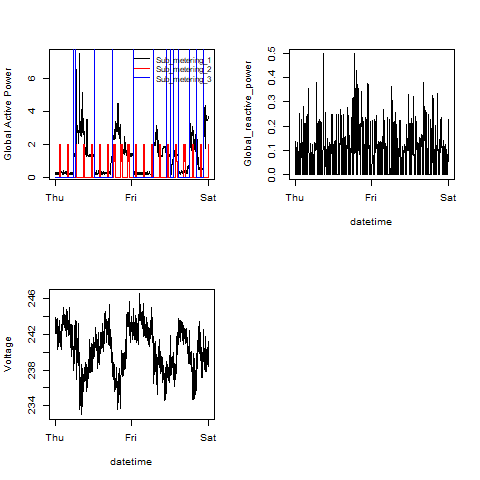 Global Active Power
0 2 4 6
Sub_metering_1
Sub_metering_2
Sub_metering_3
Thu Fri Sat
Global_reactive_power
0.0 0.1 0.2 0.3 0.4 0.5
Thu Fri Sat
datetime
Voltage
234 238 242 246
Thu Fri Sat
datetime